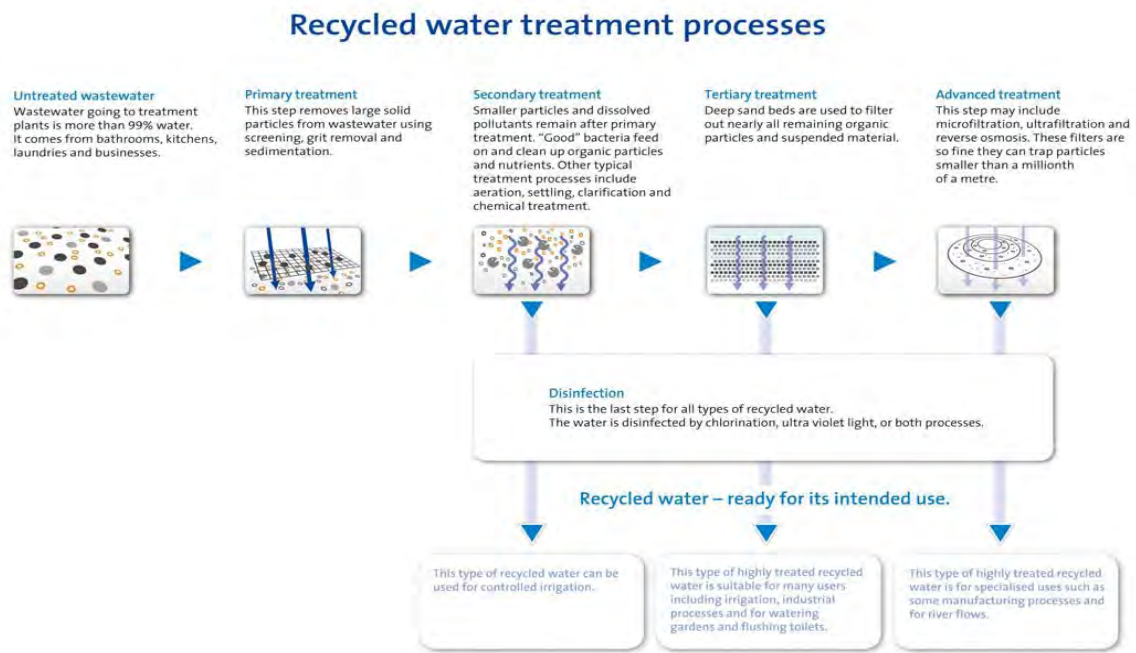 Recycled water treatment processes
Untreated wastewater
Wastewater going to treatment
plants is more than 99% water.
It comes from bathrooms, kitchens,
laundries and businesses.
Primary treatment
This step removes large solid
particles from wastewater using
screening, grit removal and
sedimentation.
Secondary treatment
Smaller particles and dissolved
pollutants remain after primary
treatment. “Good” bacteria feed
on and clean up organic particles
and nutrients. Other typical
treatment processes include
aeration, settling, clarification and
chemical treatment.
Tertiary treatment
Deep sand beds are used to filter
out nearly all remaining organic
particles and suspended material.
Advanced treatment
This step may include
microfiltration, ultrafiltration and
reverse osmosis. These filters are
so fine they can trap particles
smaller than a millionth
of a metre.
Disinfection
This is the last step for all types of recycled water.
The water is disinfected by chlorination, ultra violet light, or both processes.
Recycled water – ready for its intended use.
This type of recycled water can be
used for controlled irrigation.
This type of highly treated recycled
water is suitable for many users
including irrigation, industrial
processes and for watering
gardens and flushing toilets.
This type of highly treated recycled
water is for specialised uses such as
some manufacturing processes and
for river flows.